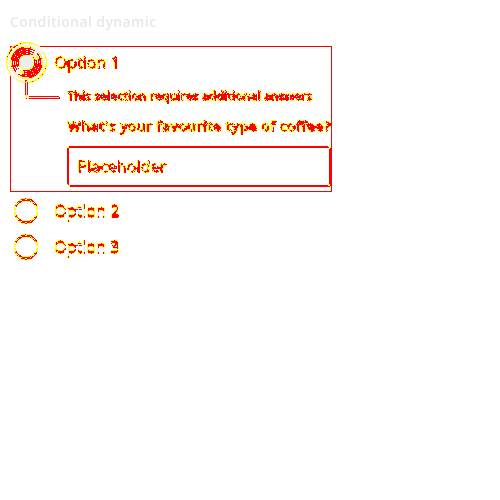 Conditional dynamic
Option 1
This selection requires additional answers
What's your favourite type of coffee?
Placeholder
Option 2
Option 3